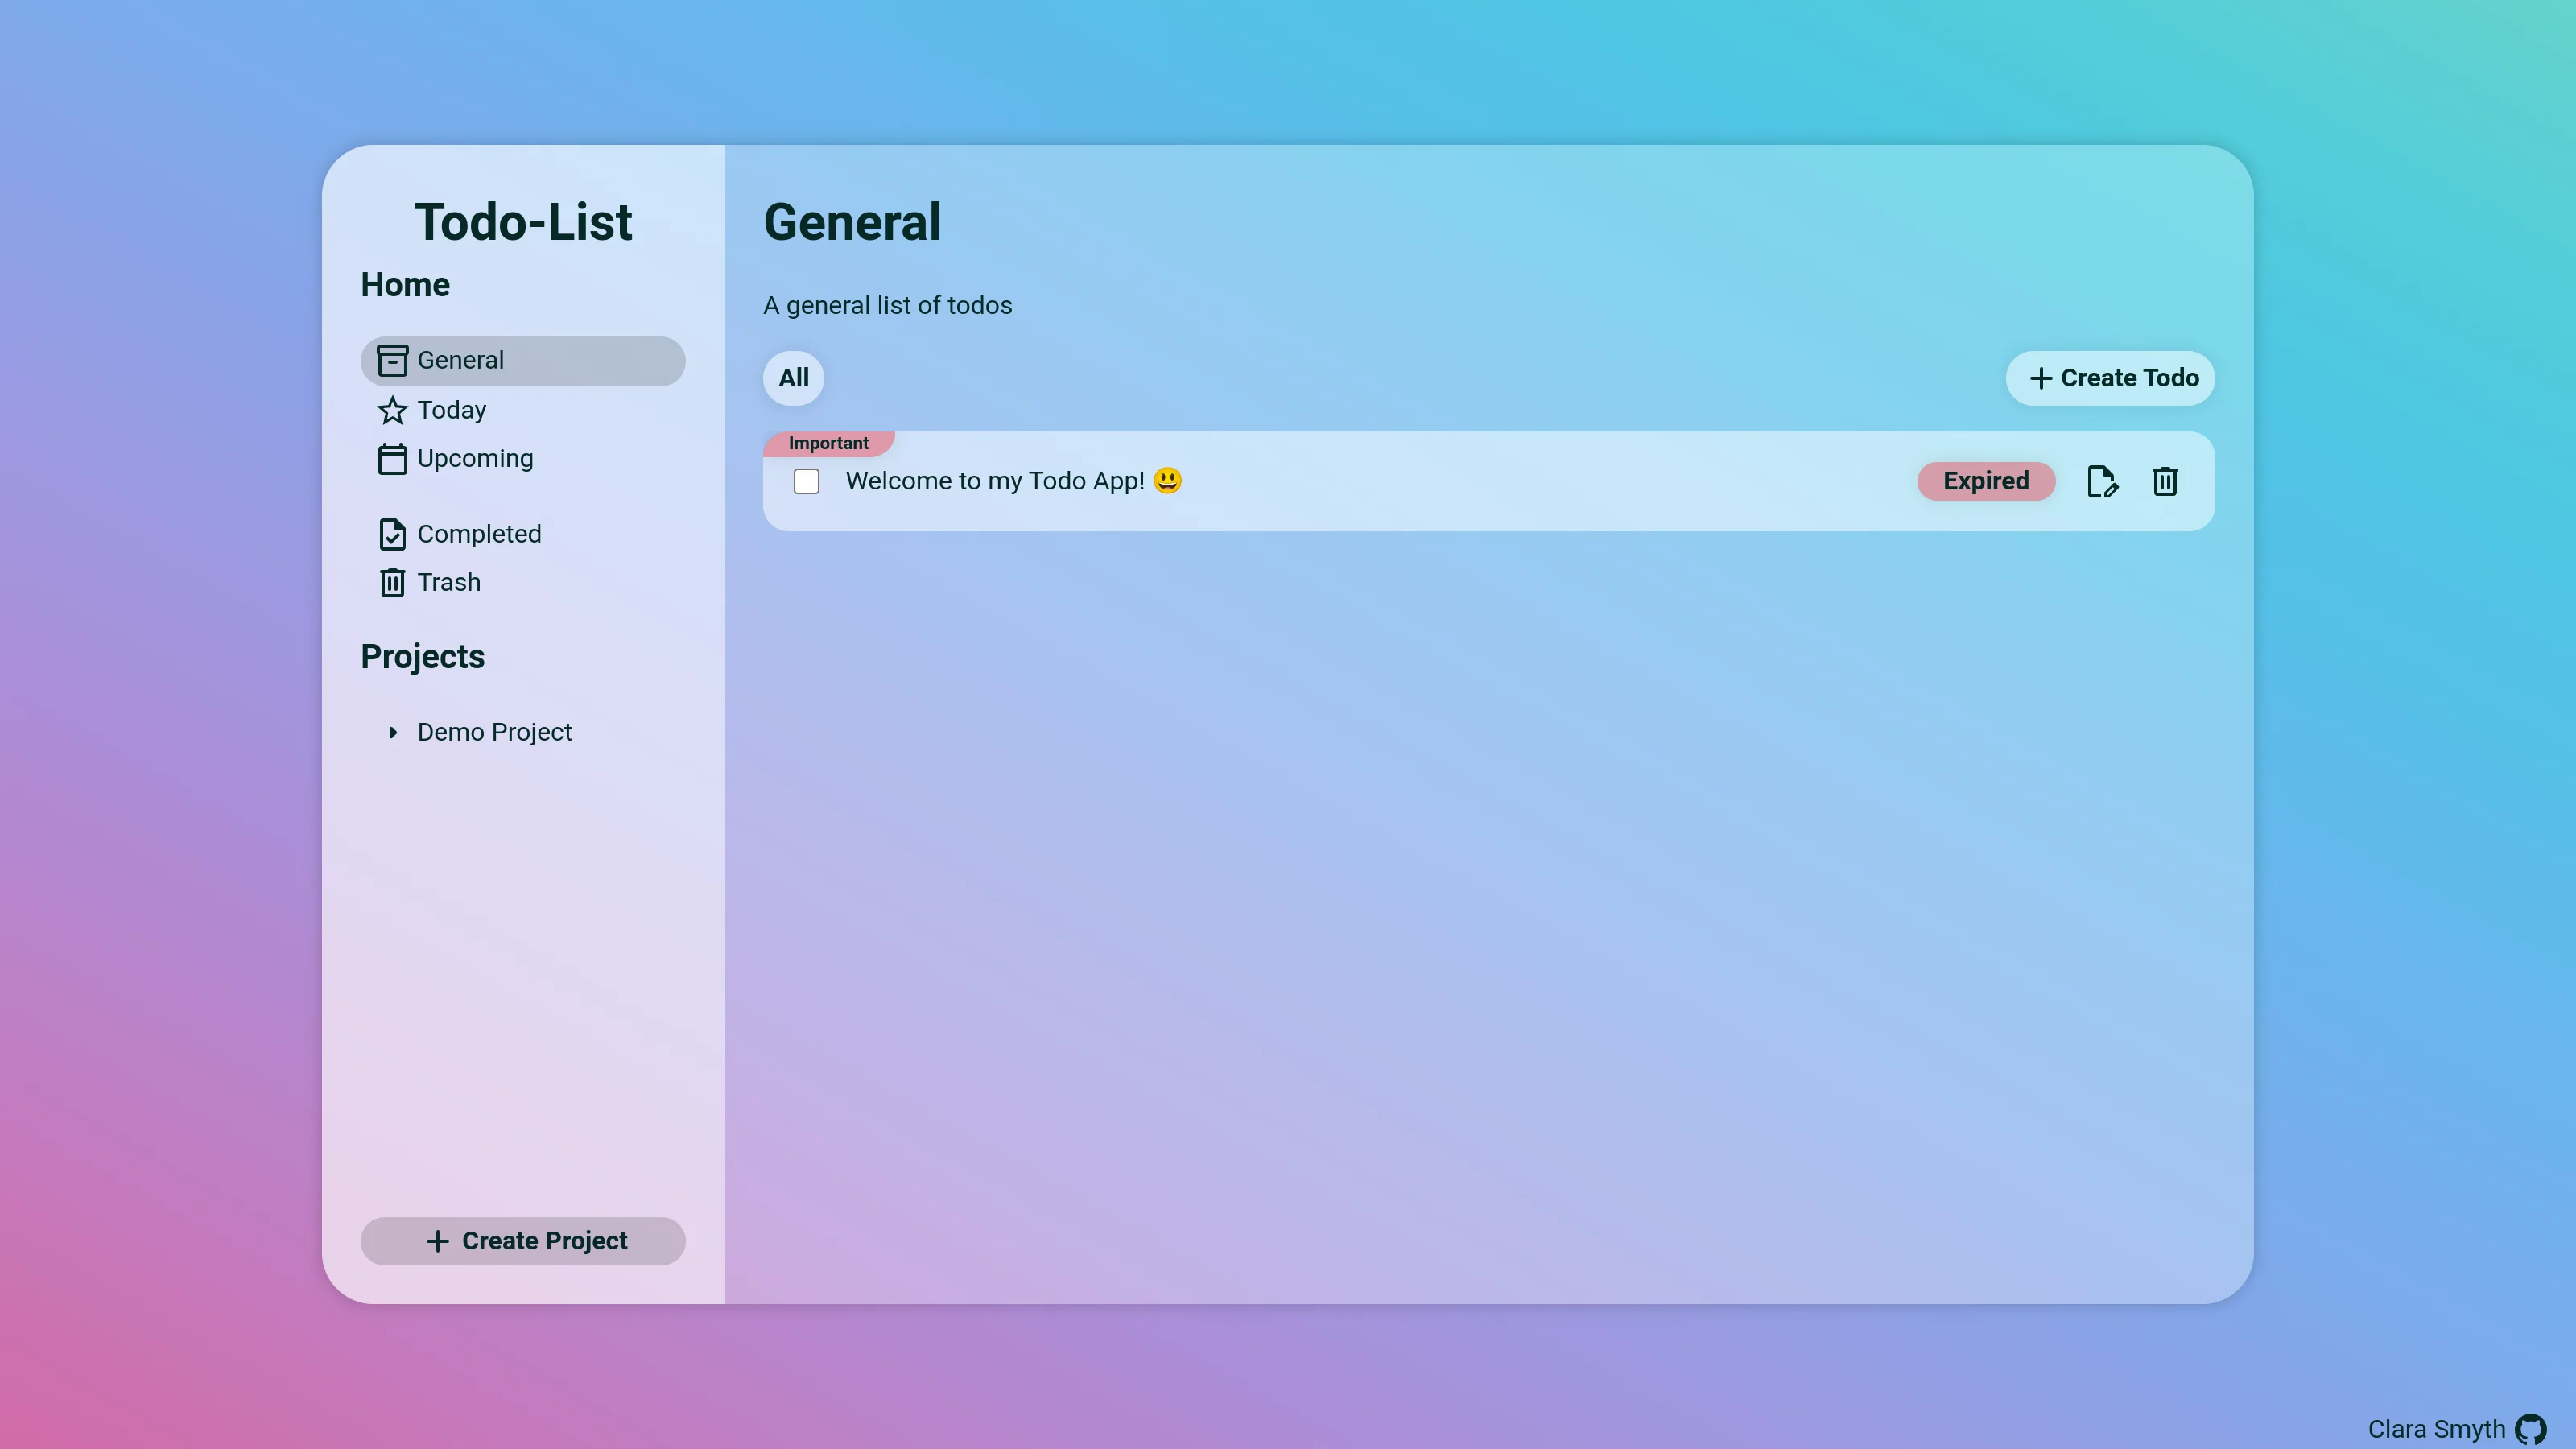 Todo-List
Home
General
Today
Upcoming
Completed
Trash
Projects
Demo Project
Create Project
General
A general list of todos
All
Create Todo
Important
Welcome to my Todo App! 😃
Expired
Clara Smyth